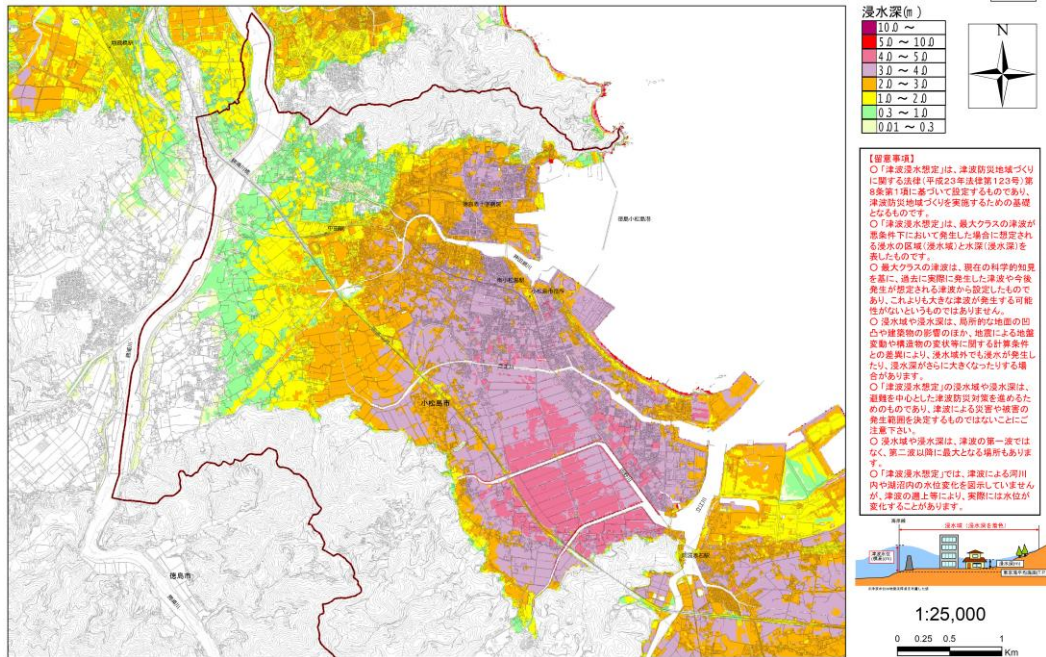 浸水深(m)
10.0 ～
5.0 ～ 10.0
4.0 ～ 5.0
3.0 ～ 4.0
2.0 ～ 3.0
1.0 ～ 2.0
0.3 ～ 1.0
0.01 ～ 0.3
N
【留意事項】
○「津波浸水想定」は、津波防災地域づくり
に関する法律(平成23年法律第123号)第
8条第1項に基づいて設定するものであり、
津波防災地域づくりを実施するための基礎
となるものです。
○「津波浸水想定」は、最大クラスの津波が
悪条件下において発生した場合に想定され
る浸水の区域(浸水域)と水深(浸水深)を
表したものです。
○ 最大クラスの津波は、現在の科学的知見
を基に、過去に実際に発生した津波や今後
発生が想定される津波から設定したもので
あり、これよりも大きな津波が発生する可能
性がないというものではありません。
○ 浸水域や浸水深は、局所的な地面の凹
凸や建築物の影響のほか、地震による地盤
変動や構造物の変状等に関する計算条件
との差異により、浸水域外でも浸水が発生し
たり、浸水深がさらに大きくなったりする場
合があります。
○「津波浸水想定」の浸水域や浸水深は、
避難を中心とした津波防災対策を進めるた
めのものであり、津波による災害や被害の
発生範囲を決定するものではないことにご
注意下さい。
○ 浸水域や浸水深は、津波の第一波では
なく、第二波以降に最大となる場所もありま
す。
○「津波浸水想定」では、津波による河川
内や湖沼内の水位変化を図示していません
が、津波の遡上等により、実際には水位が
変化することがあります。
徳島小松島港
中田駅
南小松島駅
小松島市役所
小松島市
徳島市
浸水域 (浸水深を着色)
1:25,000
0 0.25 0.5 1
Km